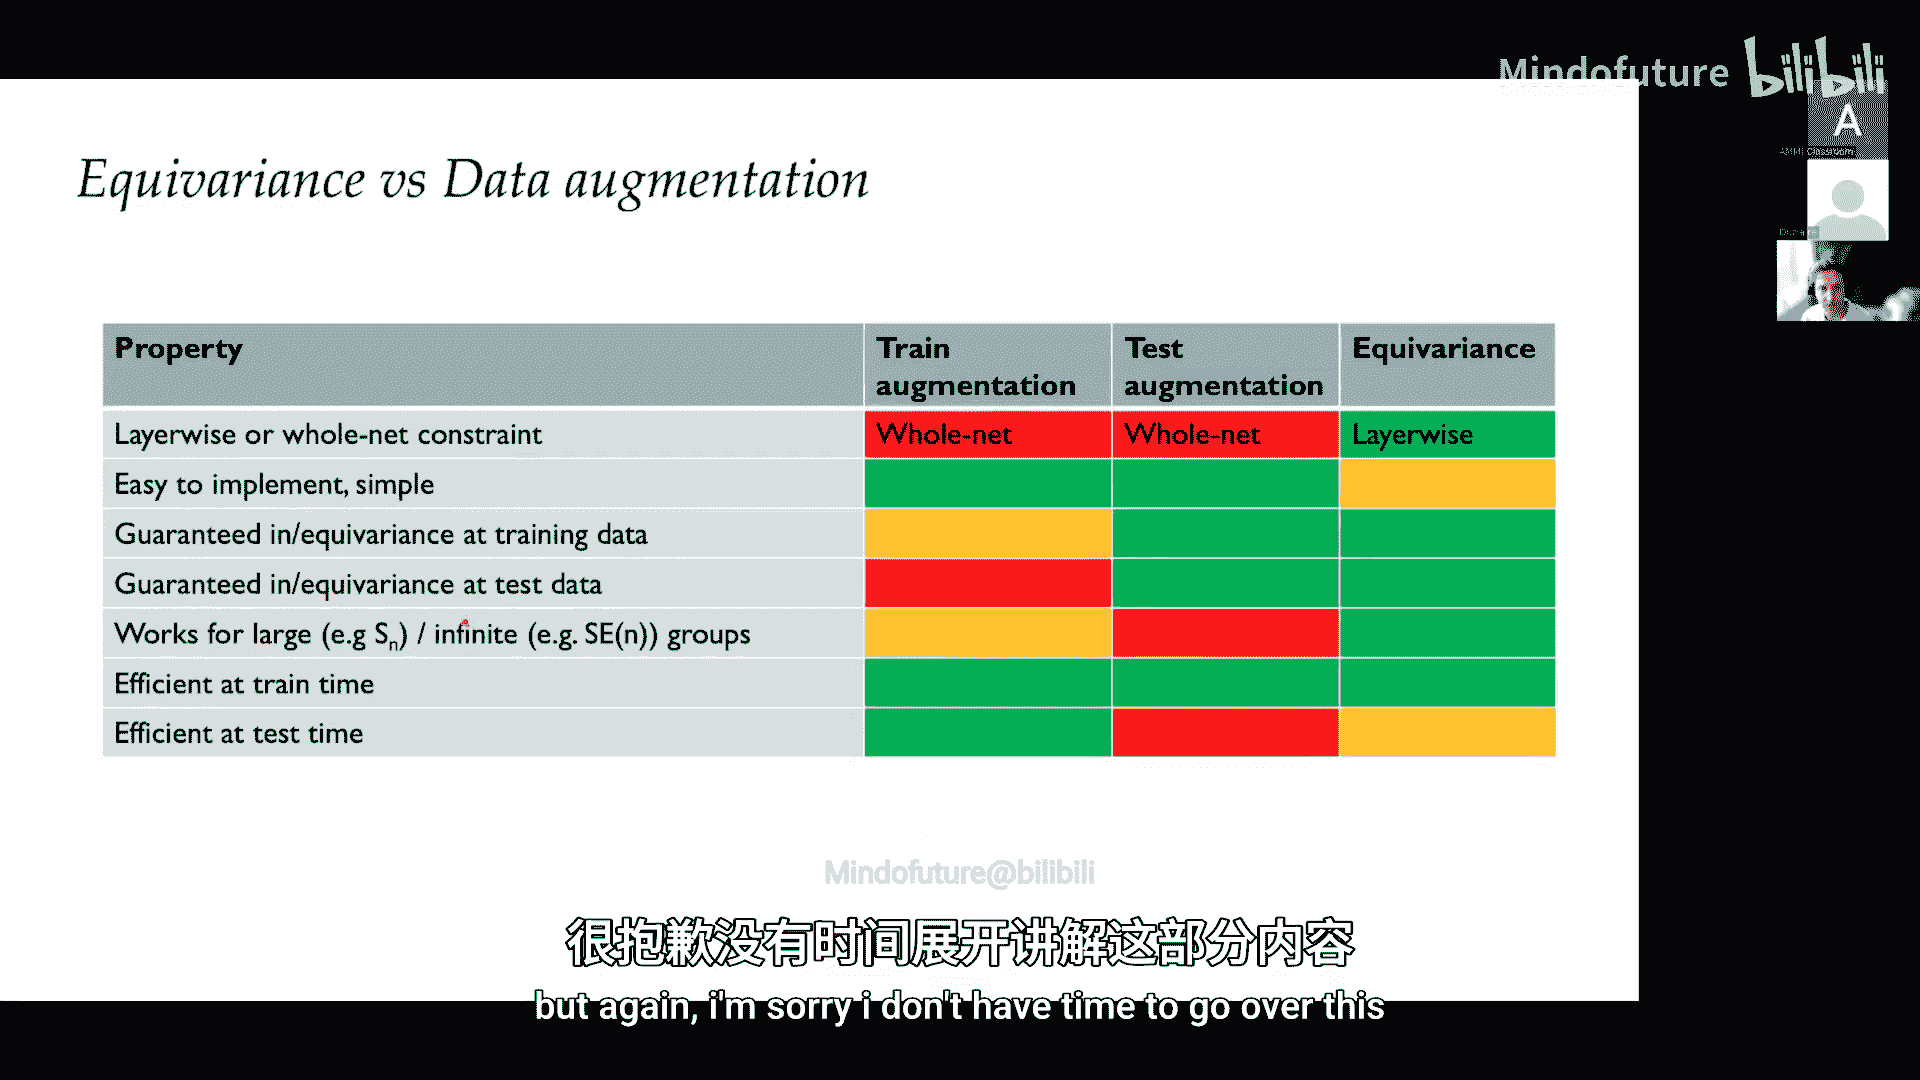 Mindofuture bilibili
A
AMMI Classroom
Equivariance vs Data augmentation
Property
Train augmentation
Test augmentation
Equivariance
Layerwise or whole-net constraint
Whole-net
Whole-net
Layerwise
Easy to implement, simple
Guaranteed in/equivariance at training data
Guaranteed in/equivariance at test data
Works for large (e.g Sn) / infinite (e.g. SE(n)) groups
Efficient at train time
Efficient at test time
Mindofuture@bilibili
很抱歉没有时间展开讲解这部分内容
but again, i'm sorry i don't have time to go over this